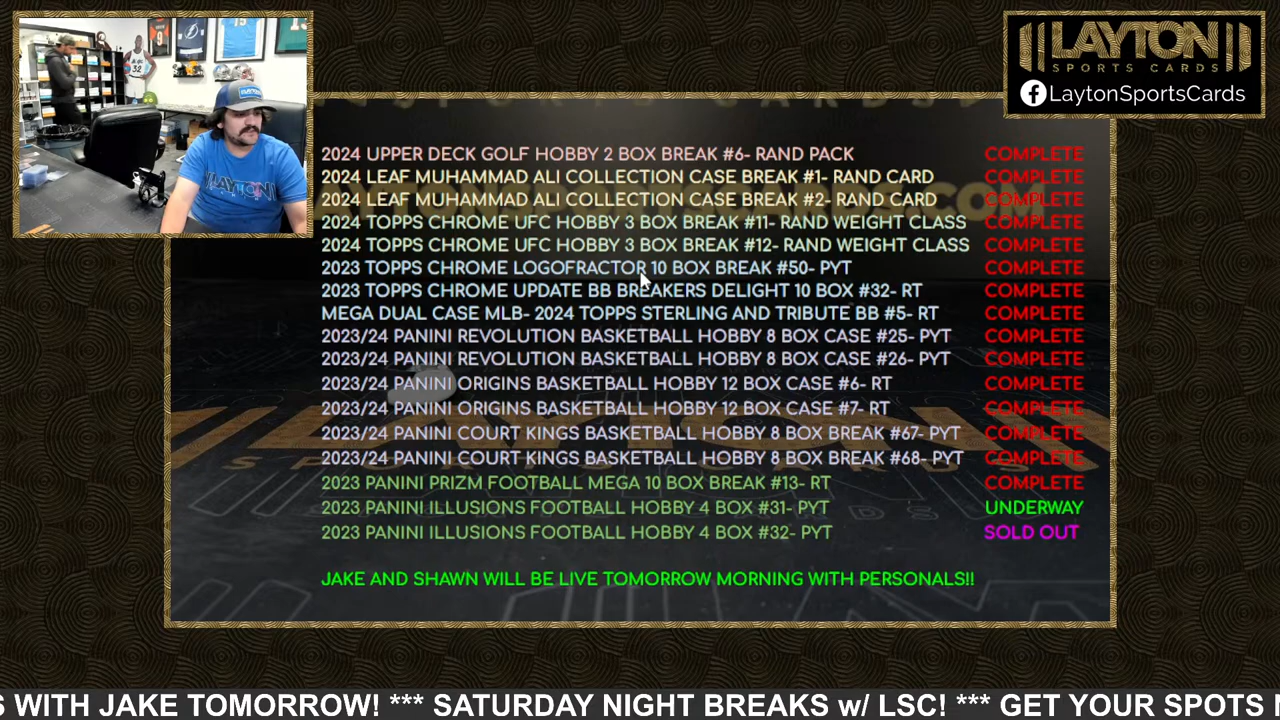 LAYTON
SPORTS CARDS
LaytonSportsCards
2024 UPPER DECK GOLF HOBBY 2 BOX BREAK #6- RAND PACK COMPLETE
2024 LEAF MUHAMMAD ALI COLLECTION CASE BREAK #1- RAND CARD COMPLETE
2024 LEAF MUHAMMAD ALI COLLECTION CASE BREAK #2- RAND CARD COMPLETE
2024 TOPPS CHROME UFC HOBBY 3 BOX BREAK #11- RAND WEIGHT CLASS COMPLETE
2024 TOPPS CHROME UFC HOBBY 3 BOX BREAK #12- RAND WEIGHT CLASS COMPLETE
2023 TOPPS CHROME LOGOFRACTOR 10 BOX BREAK #50- PYT COMPLETE
2023 TOPPS CHROME UPDATE BB BREAKERS DELIGHT 10 BOX #32- RT COMPLETE
MEGA DUAL CASE MLB- 2024 TOPPS STERLING AND TRIBUTE BB #5- RT COMPLETE
2023/24 PANINI REVOLUTION BASKETBALL HOBBY 8 BOX CASE #25- PYT COMPLETE
2023/24 PANINI REVOLUTION BASKETBALL HOBBY 8 BOX CASE #26- PYT COMPLETE
2023/24 PANINI ORIGINS BASKETBALL HOBBY 12 BOX CASE #6- RT COMPLETE
2023/24 PANINI ORIGINS BASKETBALL HOBBY 12 BOX CASE #7- RT COMPLETE
2023/24 PANINI COURT KINGS BASKETBALL HOBBY 8 BOX BREAK #67- PYT COMPLETE
2023/24 PANINI COURT KINGS BASKETBALL HOBBY 8 BOX BREAK #68- PYT COMPLETE
2023 PANINI PRIZM FOOTBALL MEGA 10 BOX BREAK #13- RT COMPLETE
2023 PANINI ILLUSIONS FOOTBALL HOBBY 4 BOX #31- PYT UNDERWAY
2023 PANINI ILLUSIONS FOOTBALL HOBBY 4 BOX #32- PYT SOLD OUT
JAKE AND SHAWN WILL BE LIVE TOMORROW MORNING WITH PERSONALS!!
S WITH JAKE TOMORROW! *** SATURDAY NIGHT BREAKS w/ LSC! *** GET YOUR SPOTS